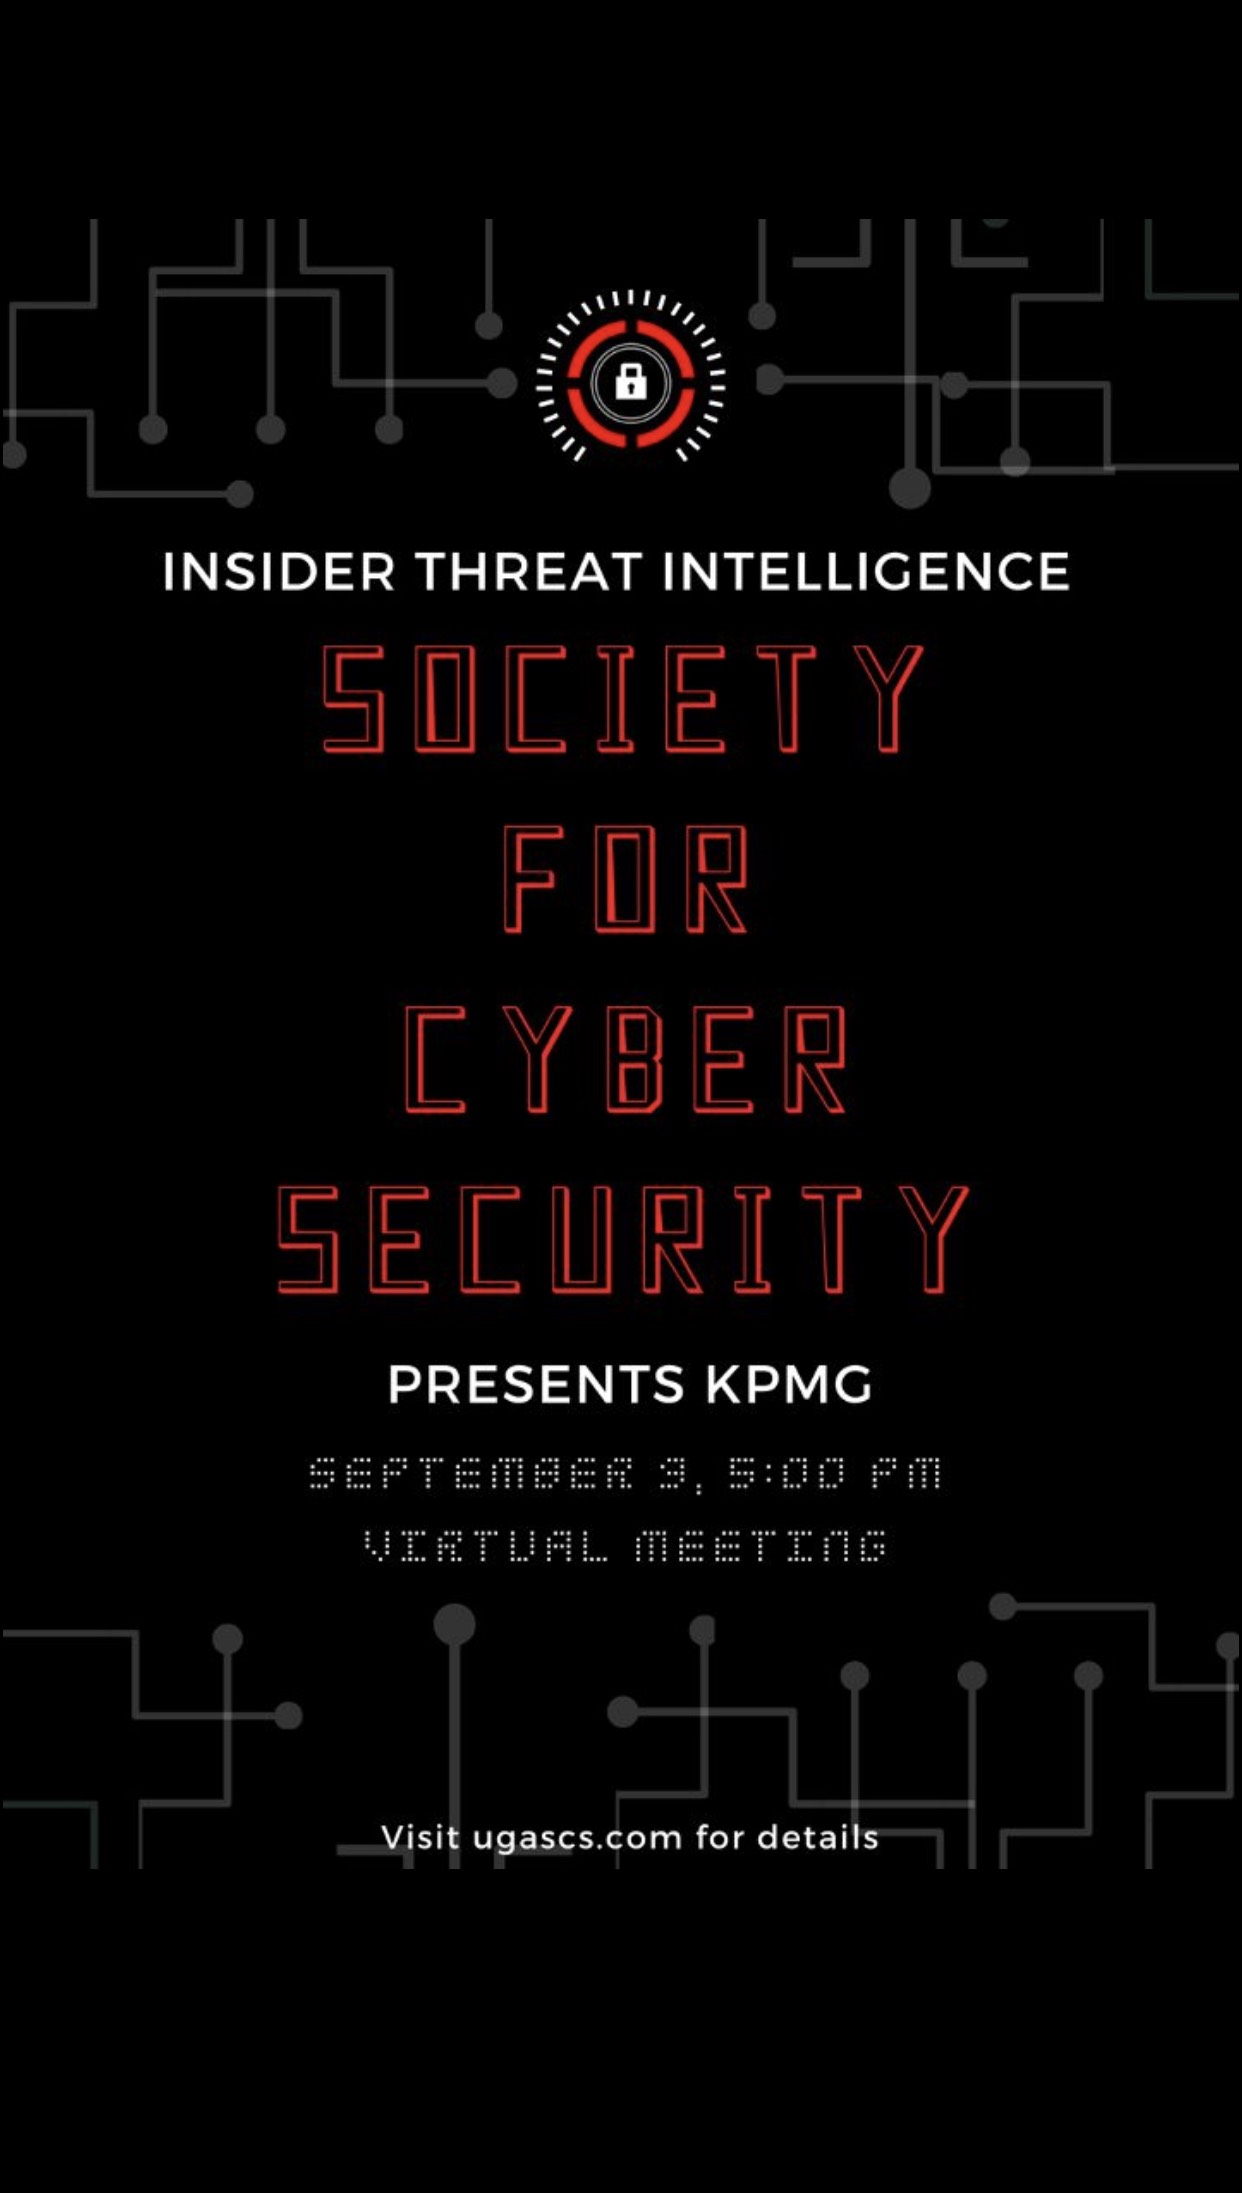 INSIDER THREAT INTELLIGENCE
SOCIETY
FOR
CYBER
SECURITY
PRESENTS KPMG
SEPTEMBER 3, 5:00 PM
VIRTUAL MEETING
Visit ugascs.com for details